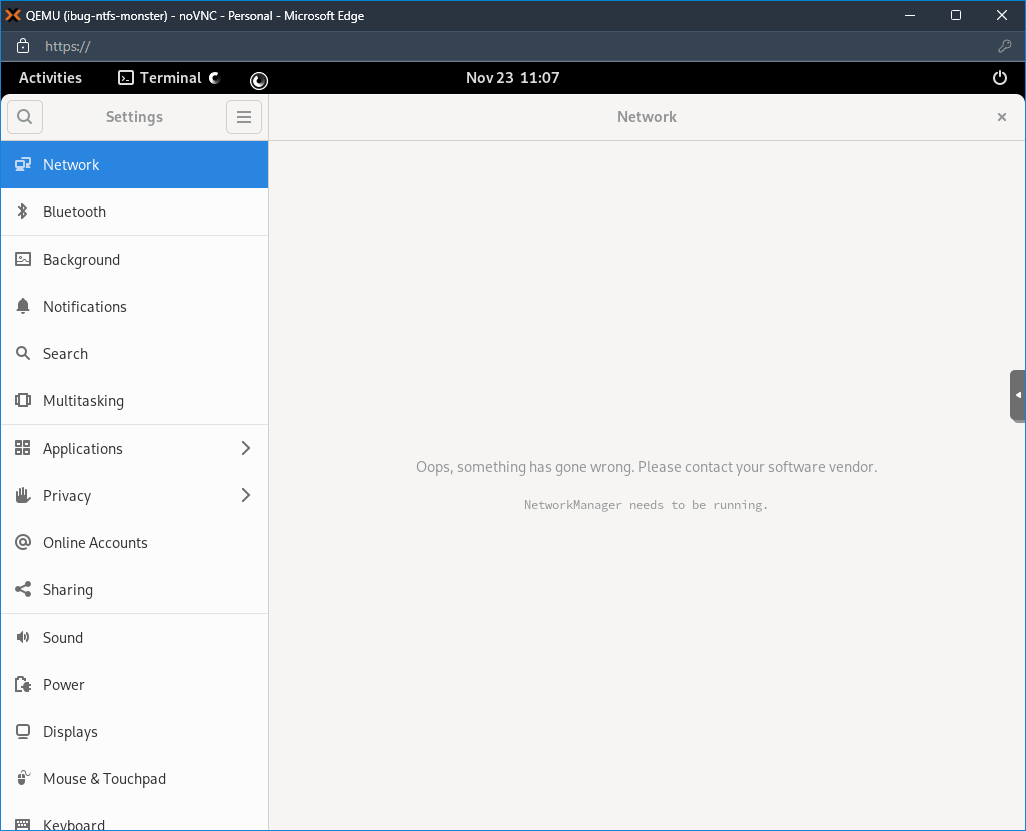 QEMU (ibug-ntfs-monster) - noVNC - Personal - Microsoft Edge
https://
Activities Terminal Nov 23 11:07
Settings Network
Network
Bluetooth
Background
Notifications
Search
Multitasking
Applications
Privacy
Online Accounts
Sharing
Sound
Power
Displays
Mouse & Touchpad
Keyboard
Oops, something has gone wrong. Please contact your software vendor.
NetworkManager needs to be running.